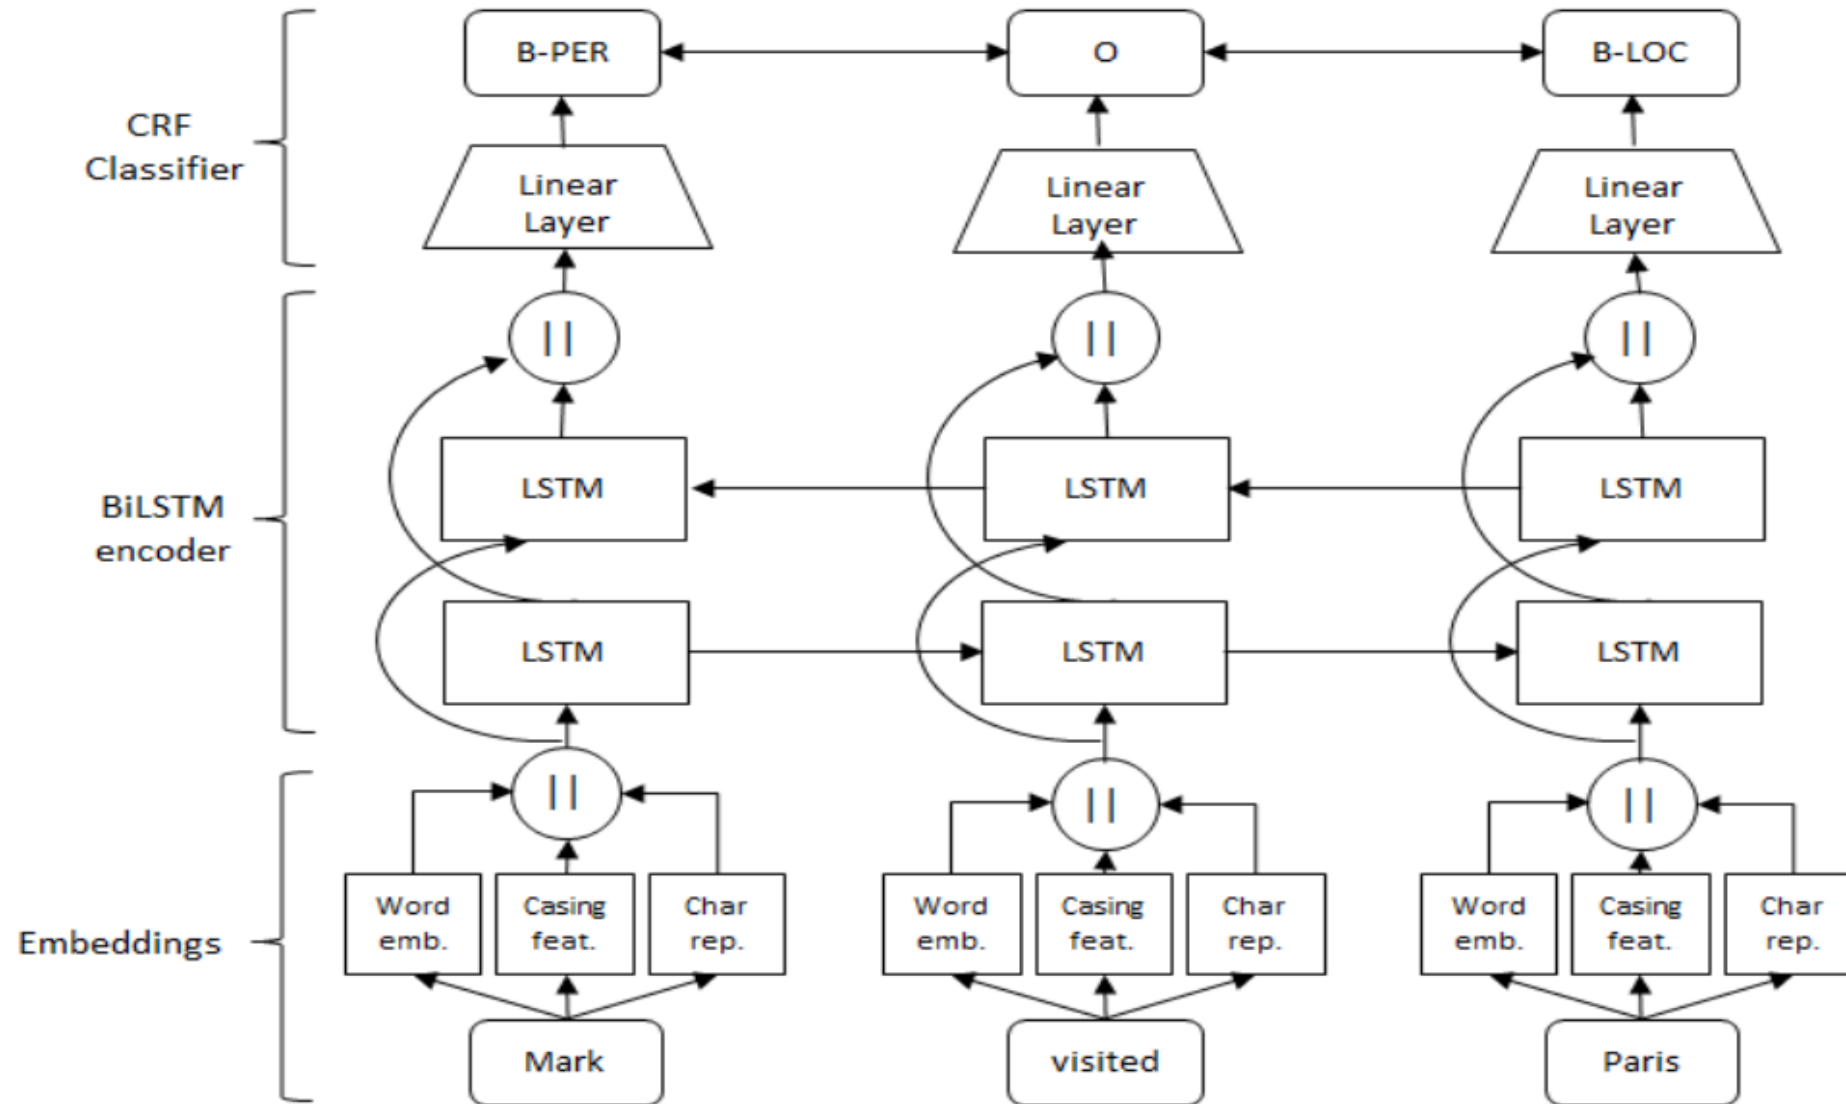 B-PER
O
B-LOC
CRF
Classifier
Linear
Layer
Linear
Layer
Linear
Layer
||
||
||
BiLSTM
encoder
LSTM
LSTM
LSTM
LSTM
LSTM
LSTM
||
||
||
Embeddings
Word
emb.
Casing
feat.
Char
rep.
Word
emb.
Casing
feat.
Char
rep.
Word
emb.
Casing
feat.
Char
rep.
Mark
visited
Paris